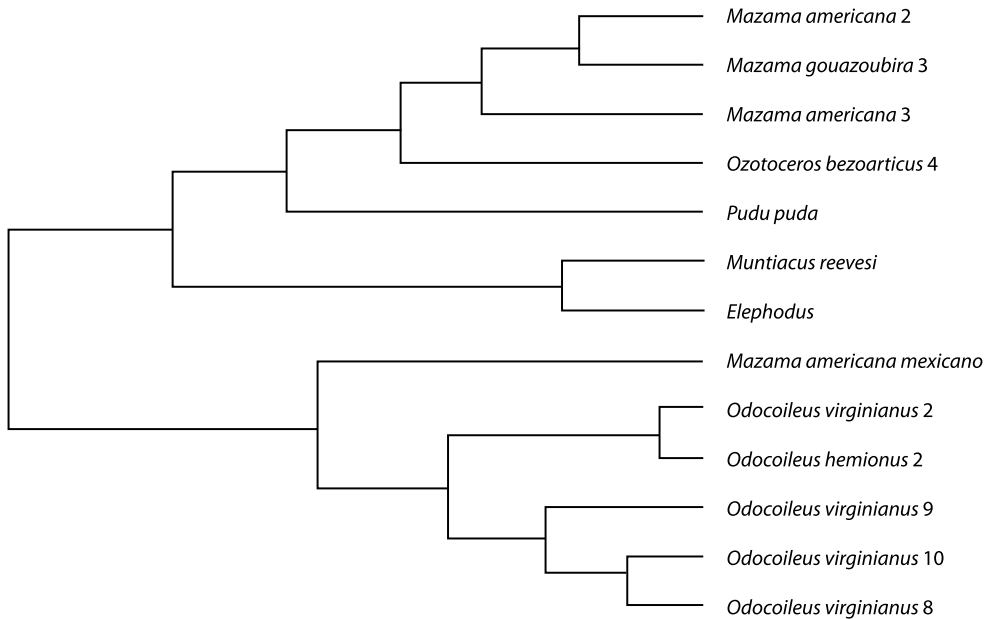 Mazama americana 2
Mazama gouazoubira 3
Mazama americana 3
Ozotoceros bezoarticus 4
Pudu puda
Muntiacus reevesi
Elephodus
Mazama americana mexicano
Odocoileus virginianus 2
Odocoileus hemionus 2
Odocoileus virginianus 9
Odocoileus virginianus 10
Odocoileus virginianus 8